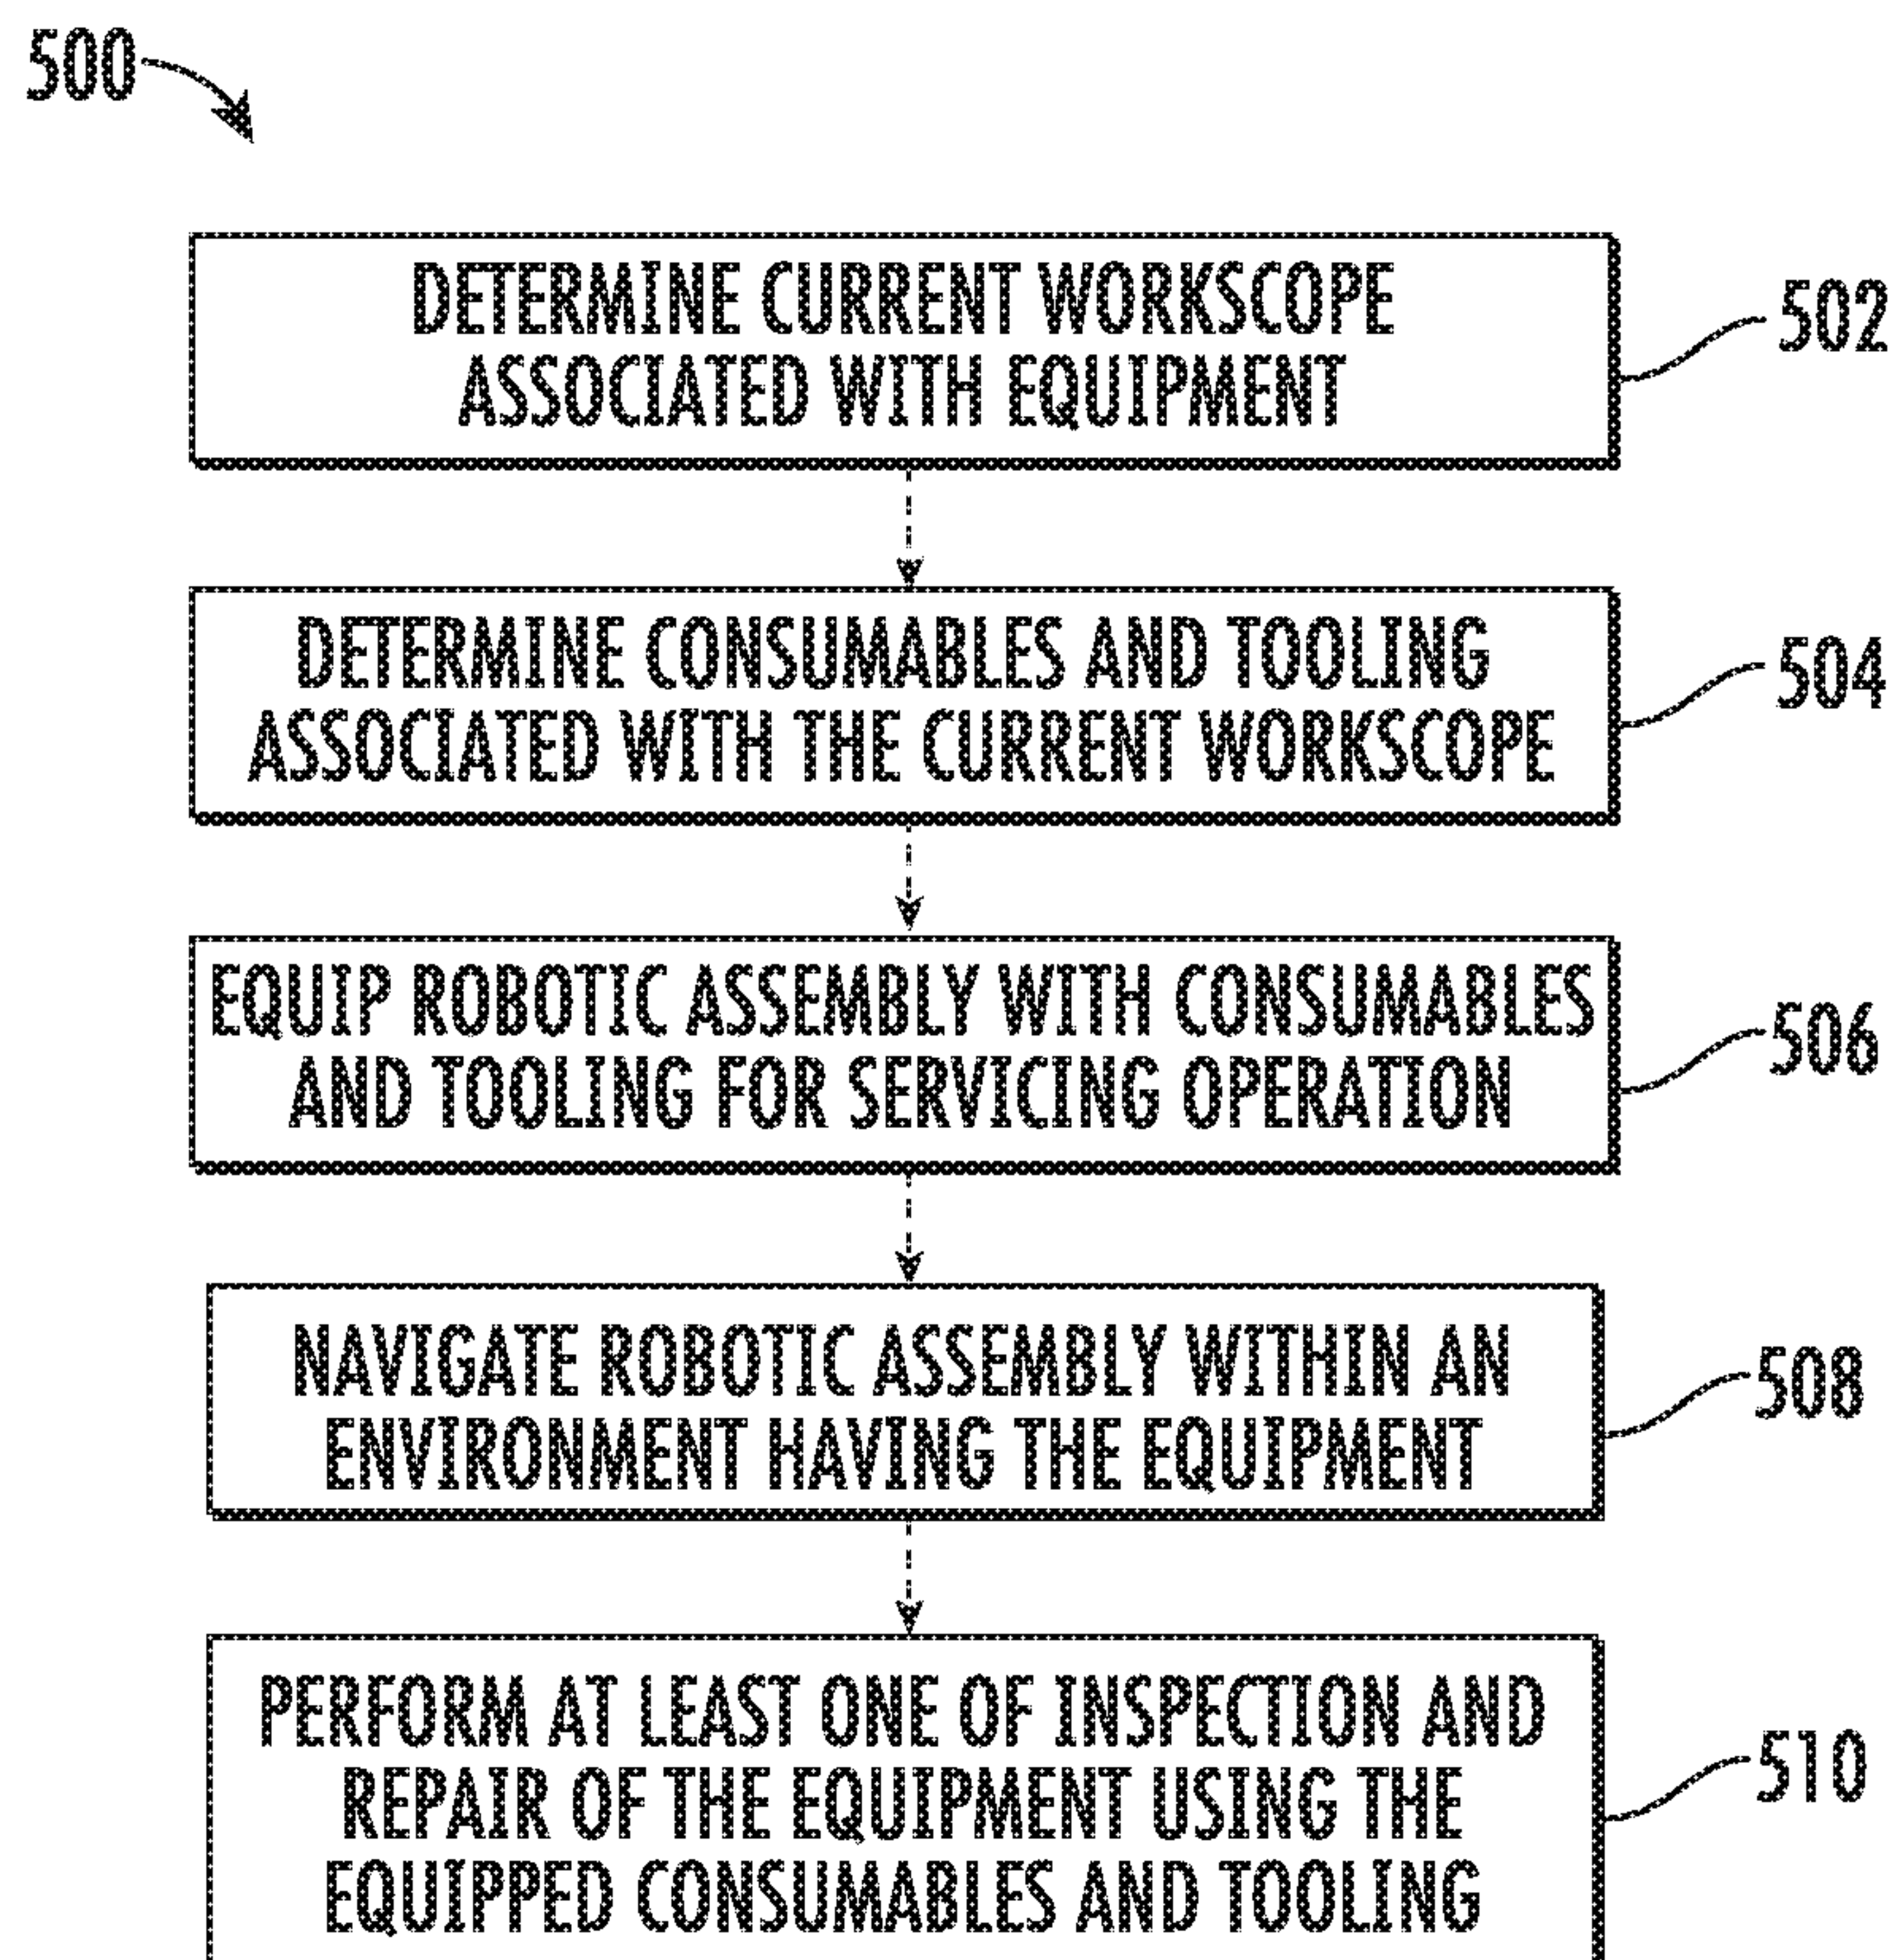 500
DETERMINE CURRENT WORKSCOPE
ASSOCIATED WITH EQUIPMENT
502
DETERMINE CONSUMABLES AND TOOLING
ASSOCIATED WITH THE CURRENT WORKSCOPE
504
EQUIP ROBOTIC ASSEMBLY WITH CONSUMABLES
AND TOOLING FOR SERVICING OPERATION
506
NAVIGATE ROBOTIC ASSEMBLY WITHIN AN
ENVIRONMENT HAVING THE EQUIPMENT
508
PERFORM AT LEAST ONE OF INSPECTION AND
REPAIR OF THE EQUIPMENT USING THE
EQUIPPED CONSUMABLES AND TOOLING
510